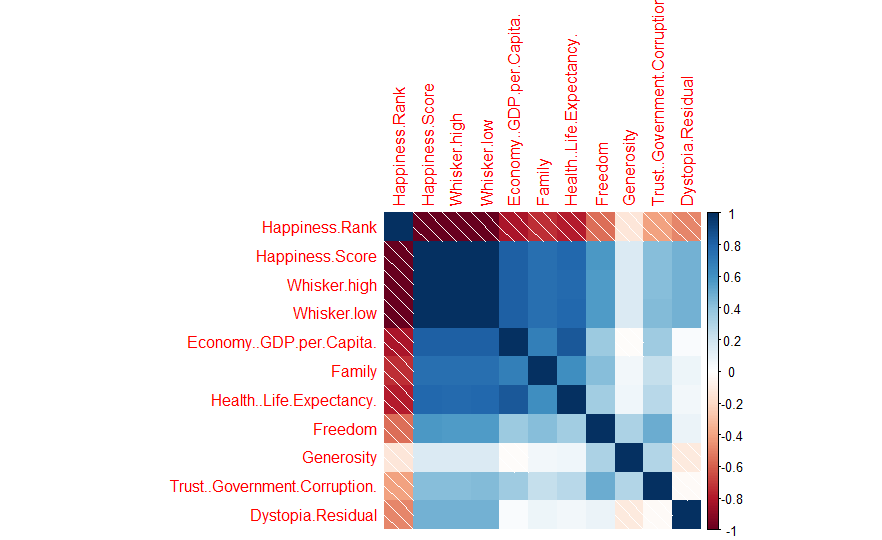 Happiness.Rank
Happiness.Score
Whisker.high
Whisker.low
Economy..GDP.per.Capita.
Family
Health..Life.Expectancy.
Freedom
Generosity
Trust..Government.Corruption
Dystopia.Residual
Happiness.Rank
Happiness.Score
Whisker.high
Whisker.low
Economy..GDP.per.Capita.
Family
Health..Life.Expectancy.
Freedom
Generosity
Trust..Government.Corruption.
Dystopia.Residual
1
0.8
0.6
0.4
0.2
0
-0.2
-0.4
-0.6
-0.8
-1